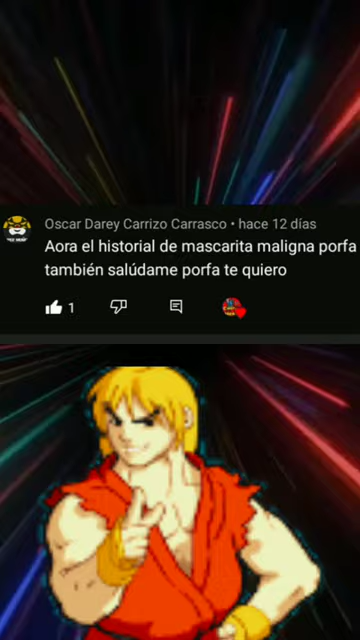 Oscar Darey Carrizo Carrasco • hace 12 días
Aora el historial de mascarita maligna porfa
también salúdame porfa te quiero
1